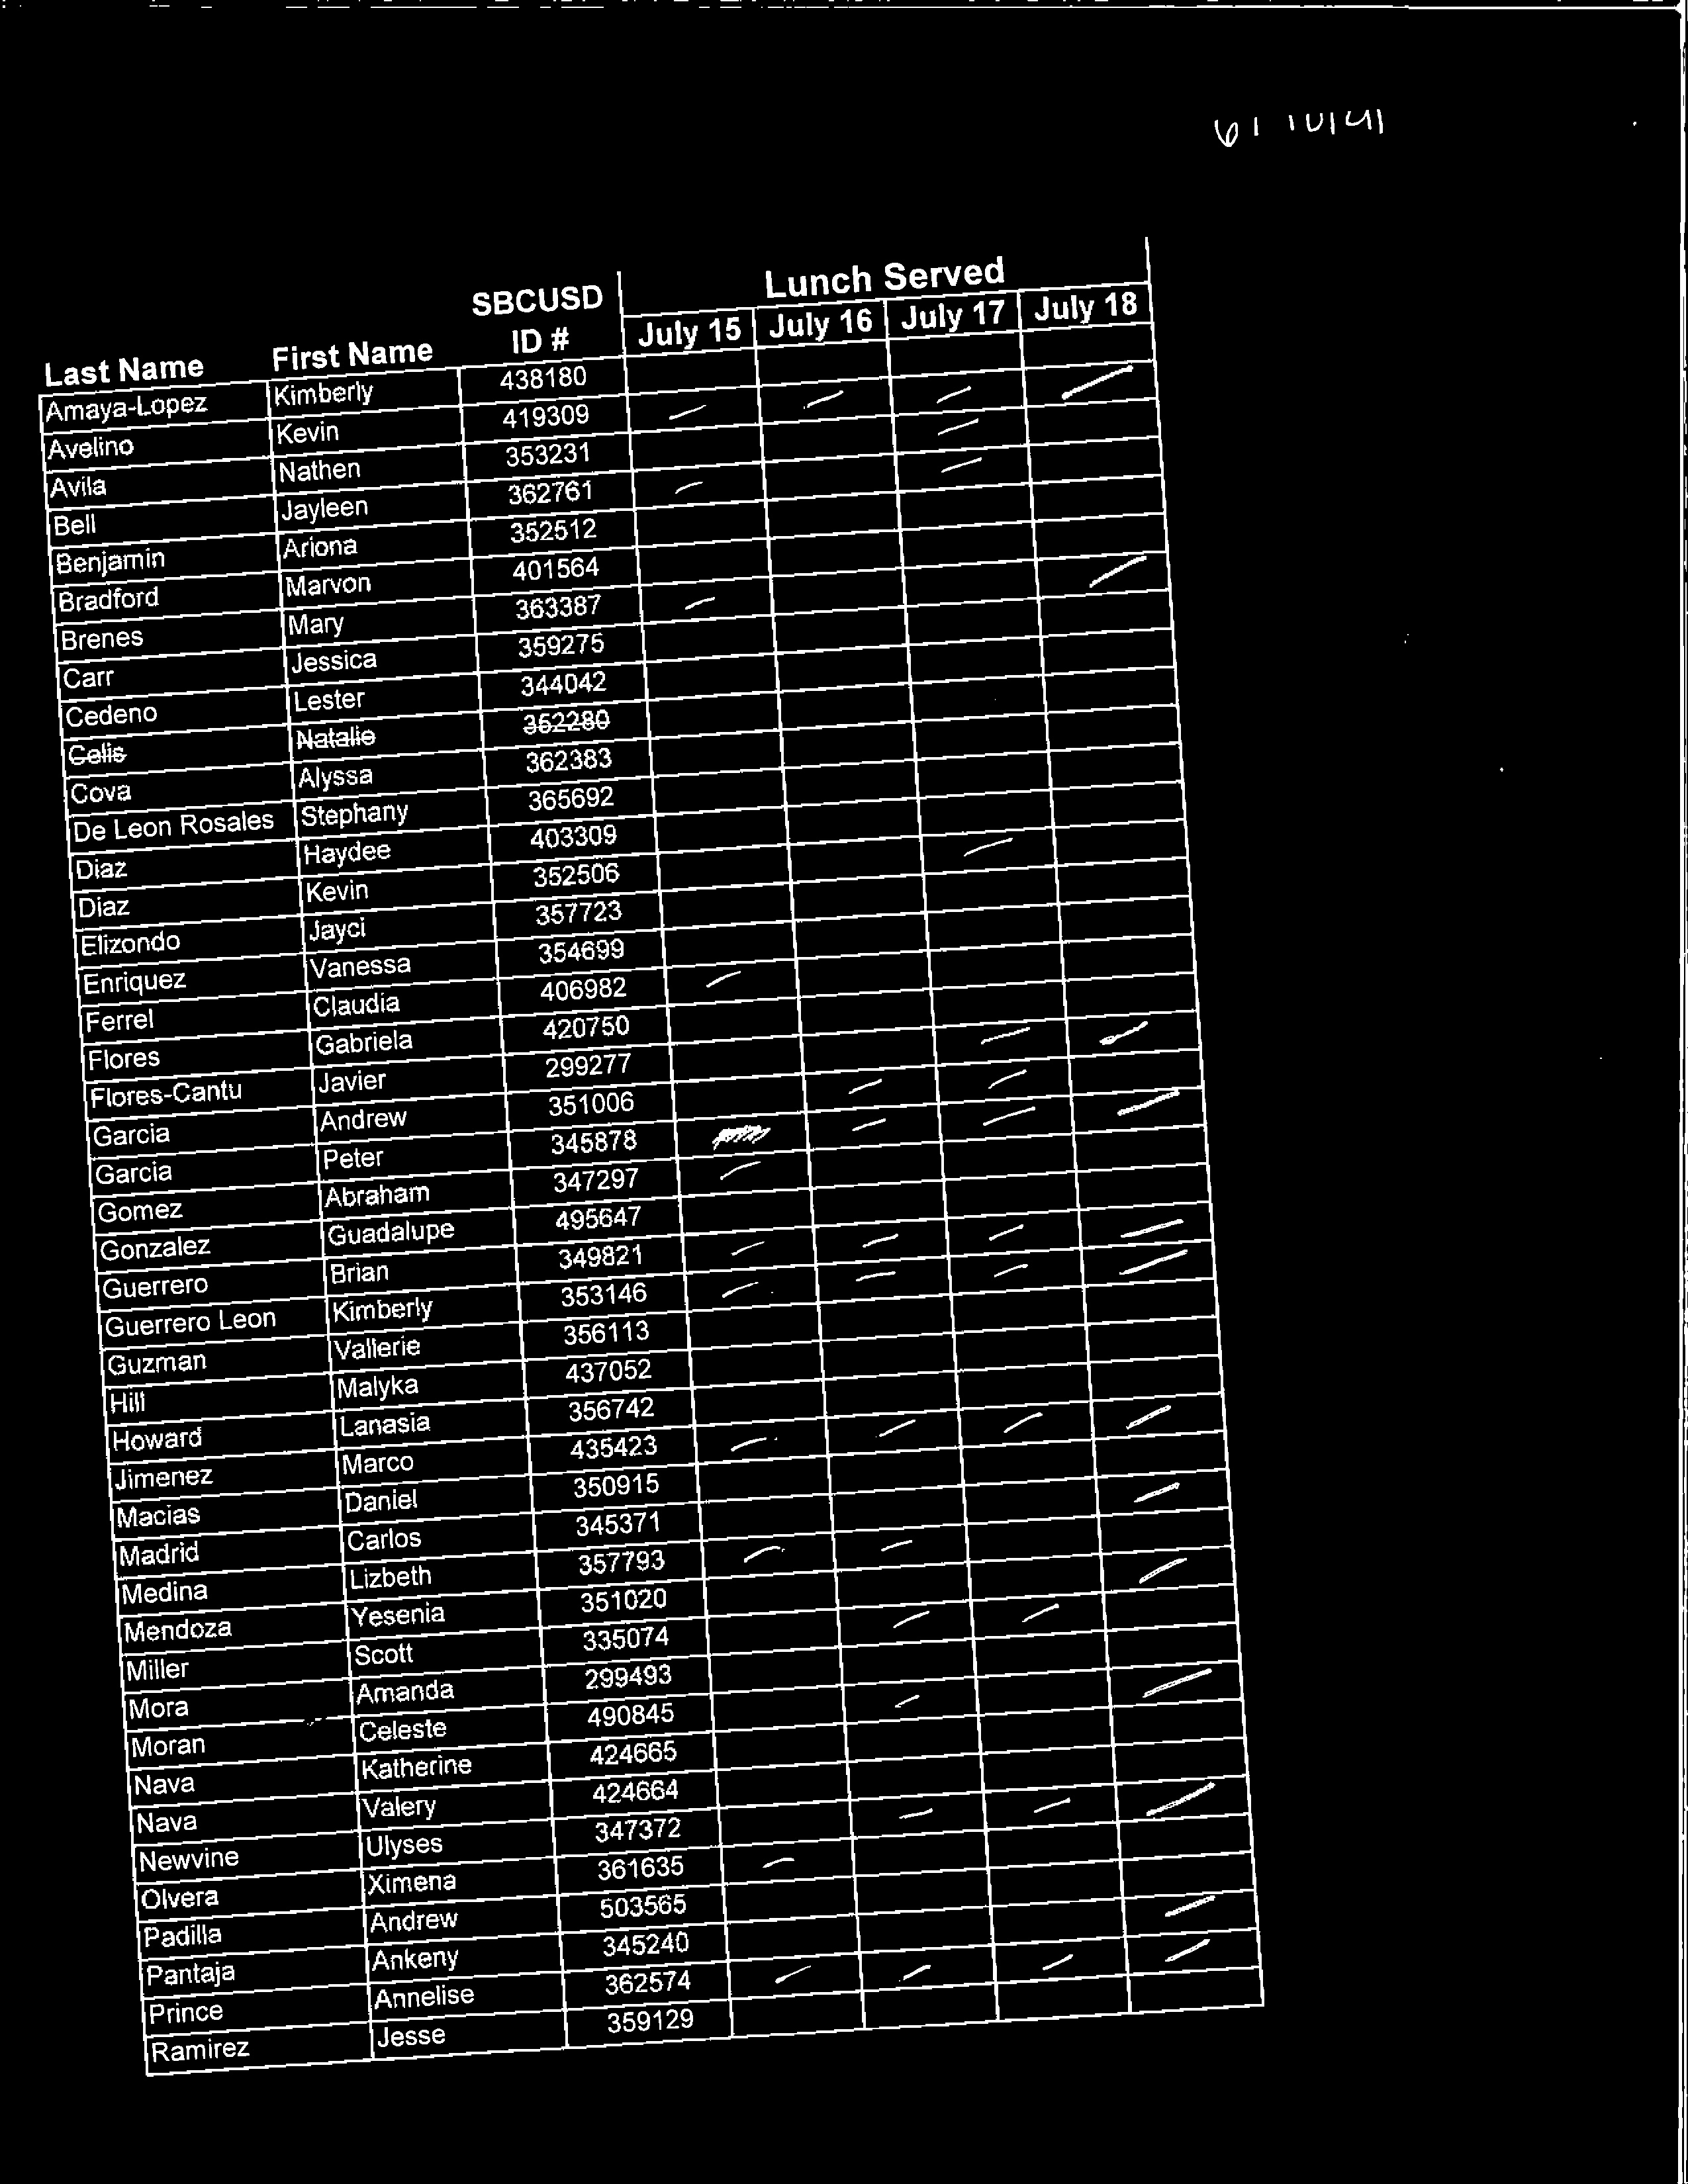 Lunch Served
SBCUSD
Last Name First Name ID # July 15 July 16 July 17 July 18
Amaya-Lopez Kimberly 438180
Avelino Kevin 419309
Avila Nathen 353231
Bell Jayleen 362761
Benjamin Ariona 352512
Bradford Marvon 401564
Brenes Mary 363387
Carr Jessica 359275
Cedeno Lester 344042
Celis Natalie 352280
Cova Alyssa 362383
De Leon Rosales Stephany 365692
Diaz Haydee 403309
Diaz Kevin 352506
Elizondo Jayci 357723
Enriquez Vanessa 354699
Ferrel Claudia 406982
Flores Gabriela 420750
Flores-Cantu Javier 299277
Garcia Andrew 351006
Garcia Peter 345878
Gomez Abraham 347297
Gonzalez Guadalupe 495647
Guerrero Brian 349821
Guerrero Leon Kimberly 353146
Guzman Vallerie 356113
Hill Malyka 437052
Howard Lanasia 356742
Jimenez Marco 435423
Macias Daniel 350915
Madrid Carlos 345371
Medina Lizbeth 357793
Mendoza Yesenia 351020
Miller Scott 335074
Mora Amanda 299493
Moran Celeste 490845
Nava Katherine 424665
Nava Valery 424664
Newvine Ulyses 347372
Olvera Ximena 361635
Padilla Andrew 503565
Pantaja Ankeny 345240
Prince Annelise 362574
Ramirez Jesse 359129